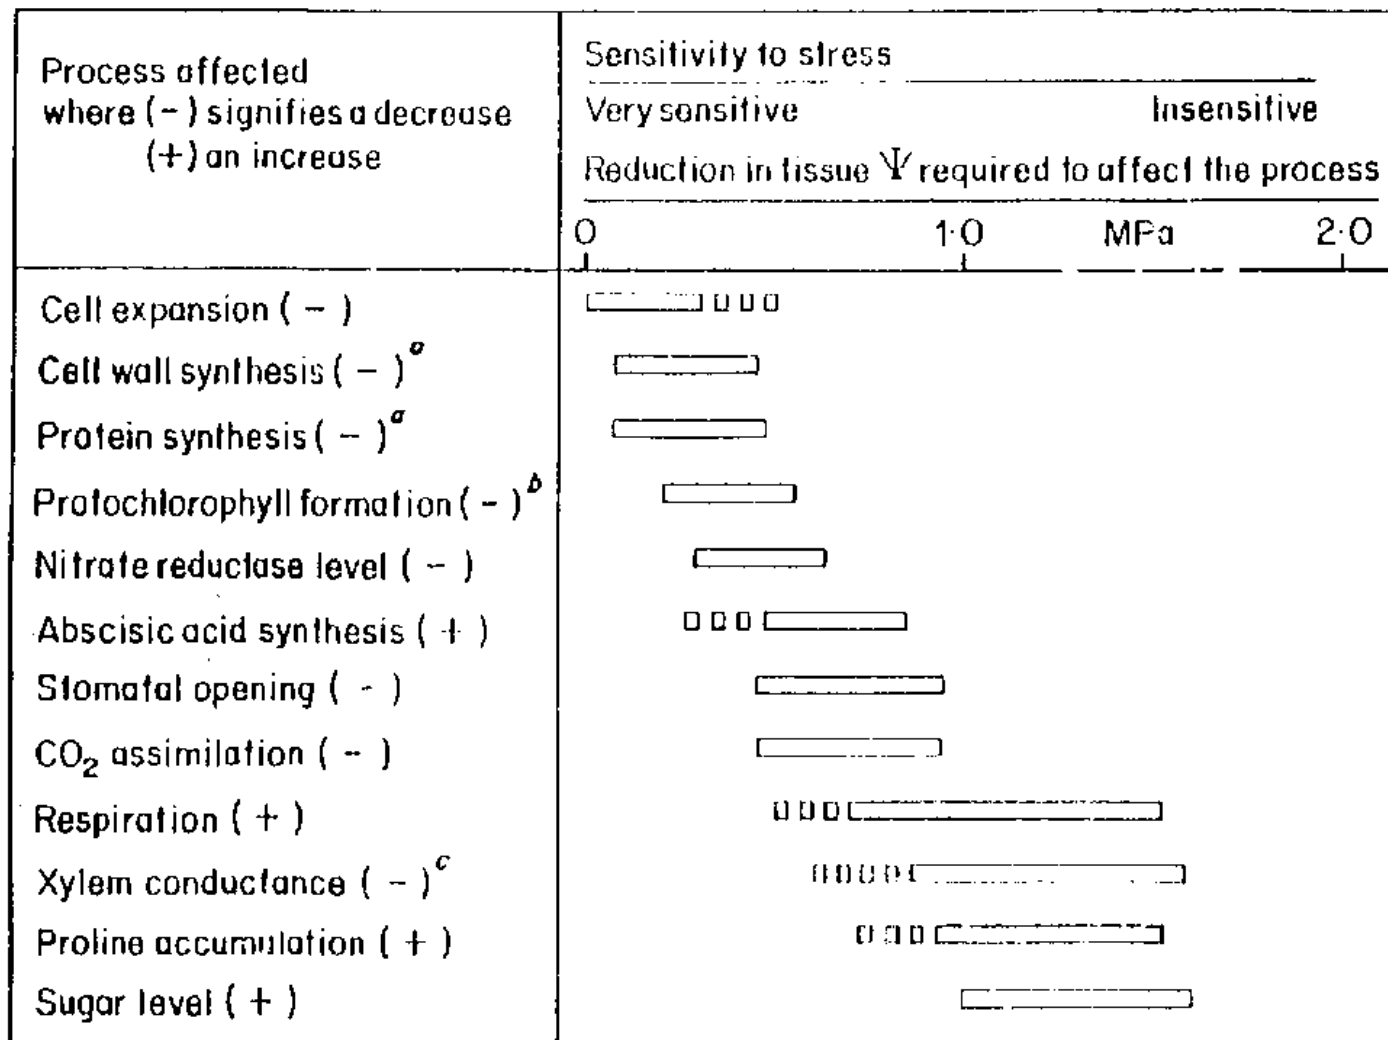 Process affected
where (-) signifies a decrease
(+) an increase
Sensitivity to stress
Very sensitive Insensitive
Reduction in tissue Ψ required to affect the process
0 1·0 MPa 2·0
Cell expansion (-)
Cell wall synthesis (-)ᵃ
Protein synthesis (-)ᵃ
Protochlorophyll formation (-)ᵇ
Nitrate reductase level (-)
Abscisic acid synthesis (+)
Stomatal opening (-)
CO₂ assimilation (-)
Respiration (+)
Xylem conductance (-)ᶜ
Proline accumulation (+)
Sugar level (+)